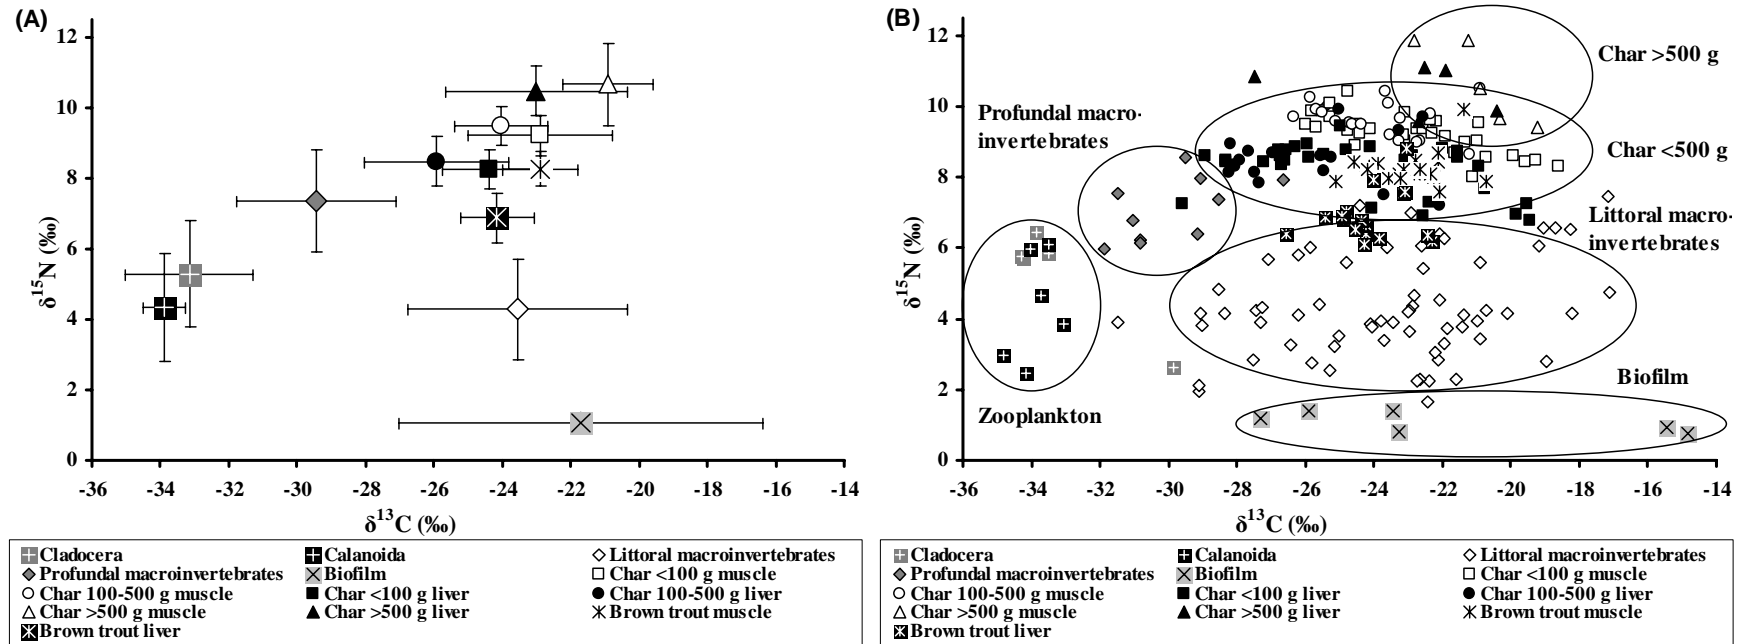 (A)
12
10
8
6
4
2
0
δ15N (‰)
-36 -34 -32 -30 -28 -26 -24 -22 -20 -18 -16 -14
δ13C (‰)
Cladocera Calanoida Littoral macroinvertebrates
Profundal macroinvertebrates Biofilm Char <100 g muscle
Char 100-500 g muscle Char <100 g liver Char 100-500 g liver
Char >500 g muscle Char >500 g liver Brown trout muscle
Brown trout liver
(B)
12
10
8
6
4
2
0
δ15N (‰)
Char >500 g
Profundal macro-
invertebrates
Char <500 g
Littoral macro-
invertebrates
Biofilm
Zooplankton
-36 -34 -32 -30 -28 -26 -24 -22 -20 -18 -16 -14
δ13C (‰)
Cladocera Calanoida Littoral macroinvertebrates
Profundal macroinvertebrates Biofilm Char <100 g muscle
Char 100-500 g muscle Char <100 g liver Char 100-500 g liver
Char >500 g muscle Char >500 g liver Brown trout muscle
Brown trout liver